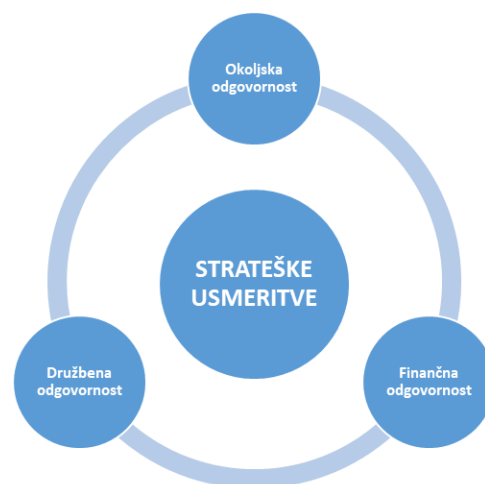 Okoljska
odgovornost
STRATEŠKE
USMERITVE
Družbena
odgovornost
Finančna
odgovornost